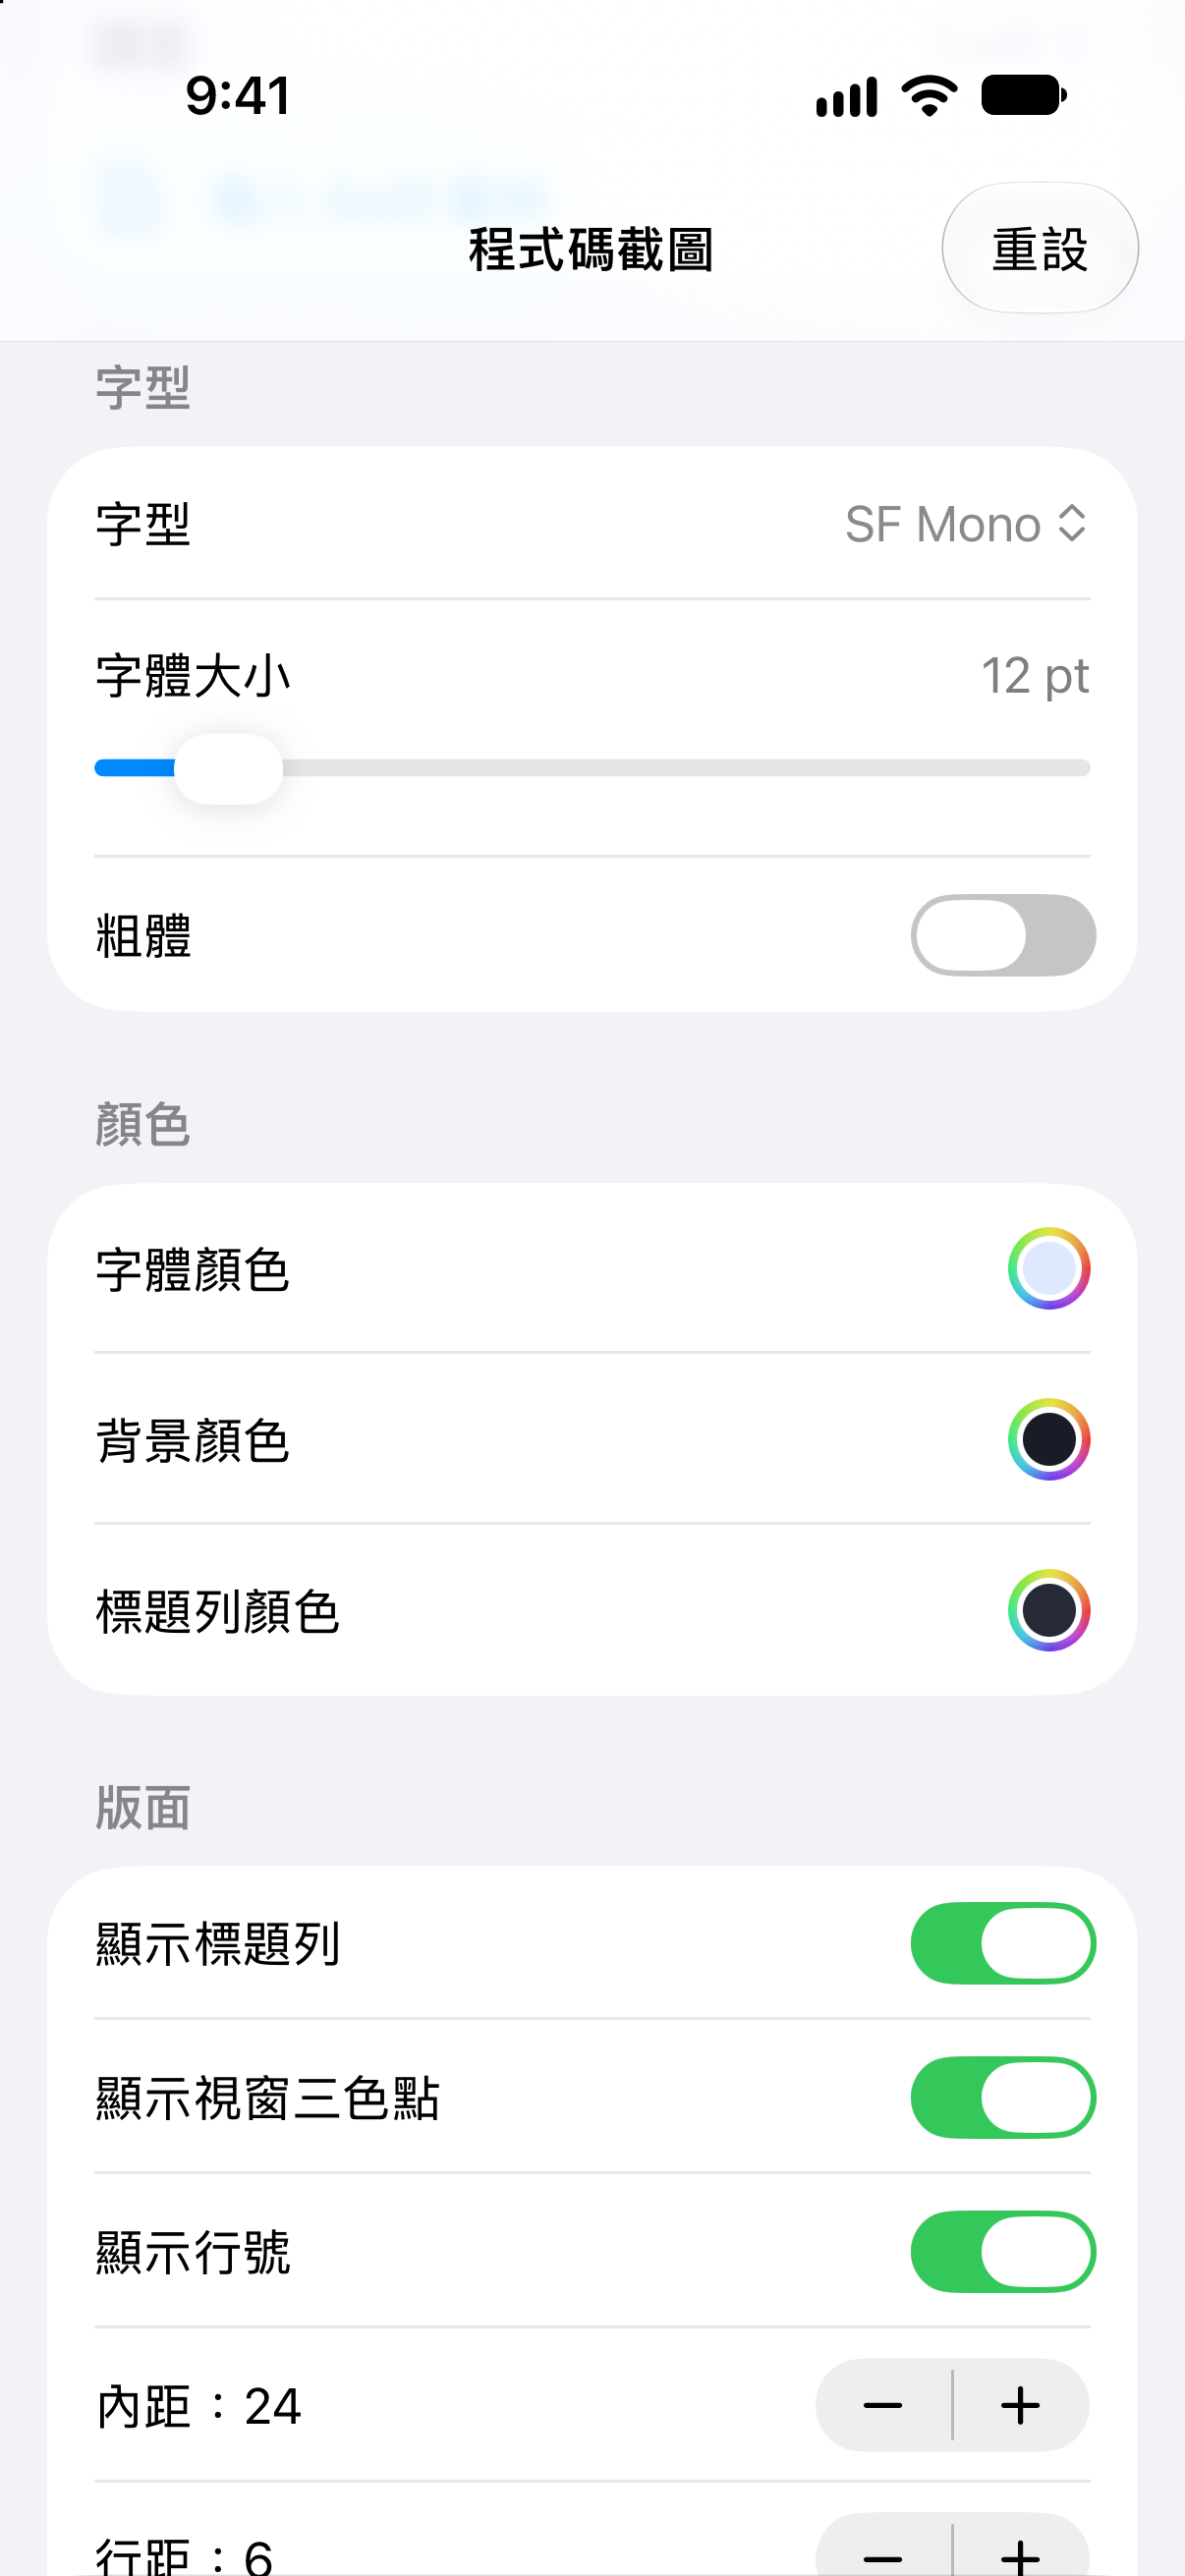 9:41
程式碼截圖
重設
字型
字型
SF Mono
字體大小
12 pt
粗體
顏色
字體顏色
背景顏色
標題列顏色
版面
顯示標題列
顯示視窗三色點
顯示行號
內距：24
行距：6